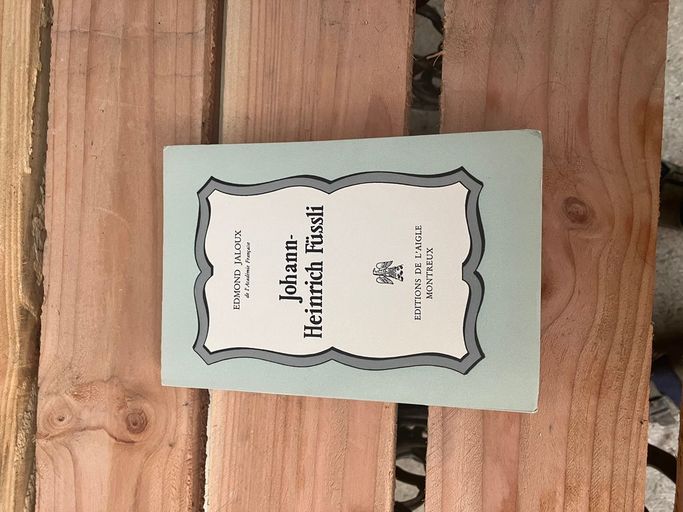 EDMOND JALOUX
de l'Académie Française
Johann-
Heinrich Füssli
EDITIONS DE L'AIGLE
MONTREUX